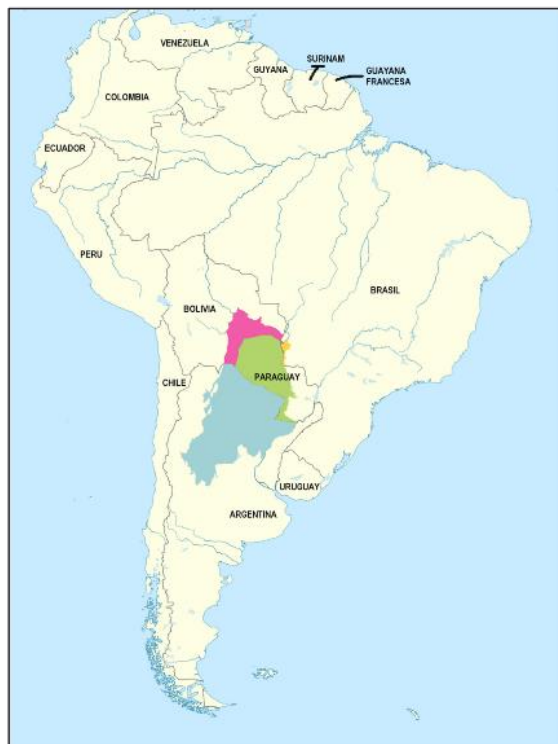 VENEZUELA
SURINAM
GUYANA
GUAYANA
FRANCESA
COLOMBIA
ECUADOR
PERU
BRASIL
BOLIVIA
PARAGUAY
CHILE
URUGUAY
ARGENTINA